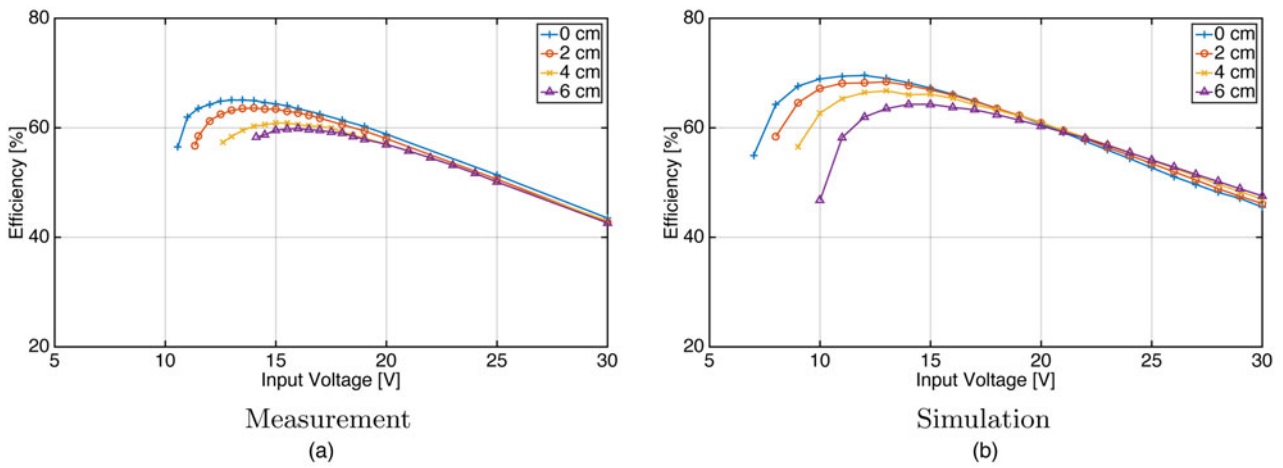 80
60
40
20
Efficiency [%]
0 cm
2 cm
4 cm
6 cm
5 10 15 20 25 30
Input Voltage [V]
Measurement
(a)
80
60
40
20
Efficiency [%]
0 cm
2 cm
4 cm
6 cm
5 10 15 20 25 30
Input Voltage [V]
Simulation
(b)